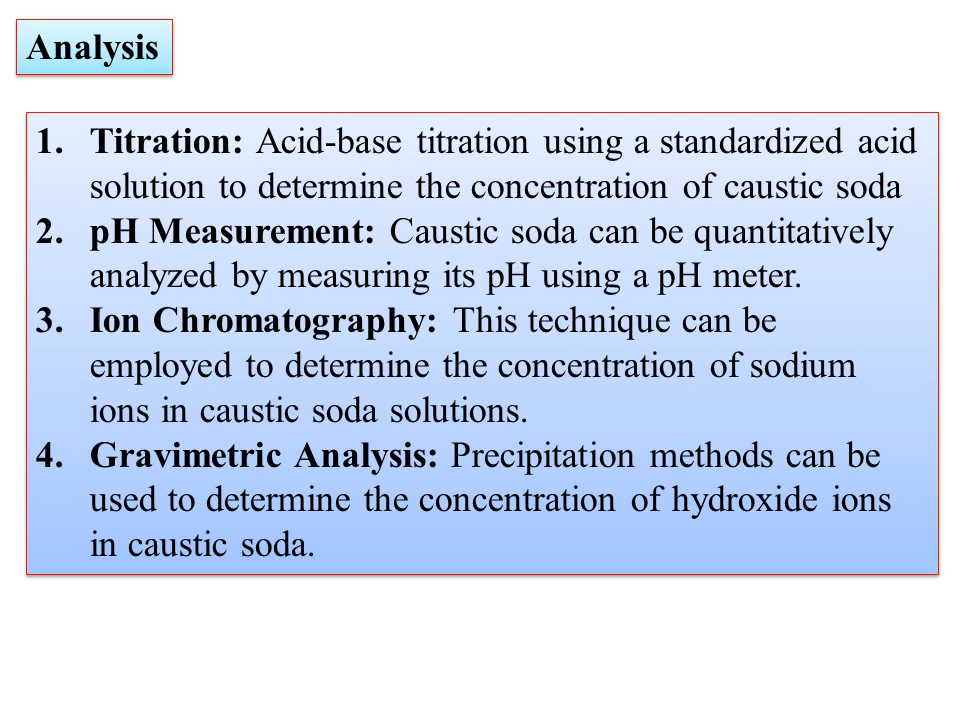 Analysis
1. Titration: Acid-base titration using a standardized acid
solution to determine the concentration of caustic soda
2. pH Measurement: Caustic soda can be quantitatively
analyzed by measuring its pH using a pH meter.
3. Ion Chromatography: This technique can be
employed to determine the concentration of sodium
ions in caustic soda solutions.
4. Gravimetric Analysis: Precipitation methods can be
used to determine the concentration of hydroxide ions
in caustic soda.